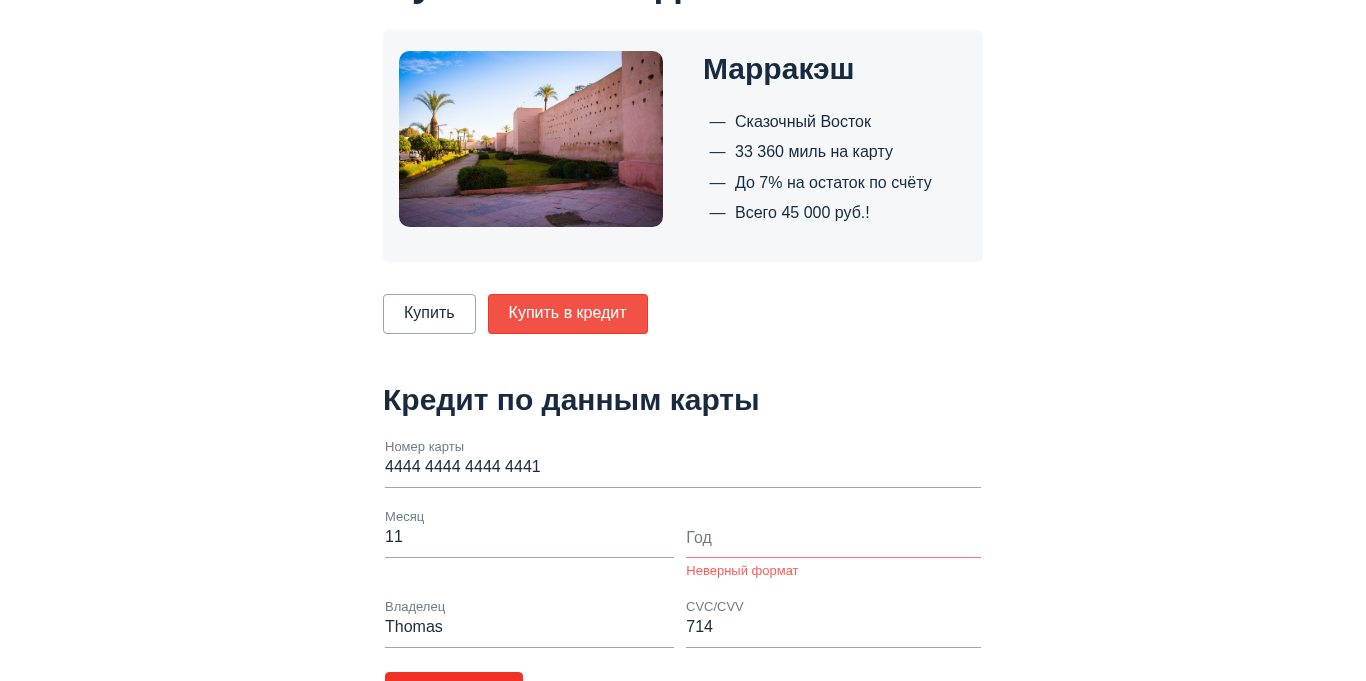 Марракэш
— Сказочный Восток
— 33 360 миль на карту
— До 7% на остаток по счёту
— Всего 45 000 руб.!
Купить
Купить в кредит
Кредит по данным карты
Номер карты
4444 4444 4444 4441
Месяц
11
Год
Неверный формат
Владелец
Thomas
CVC/CVV
714